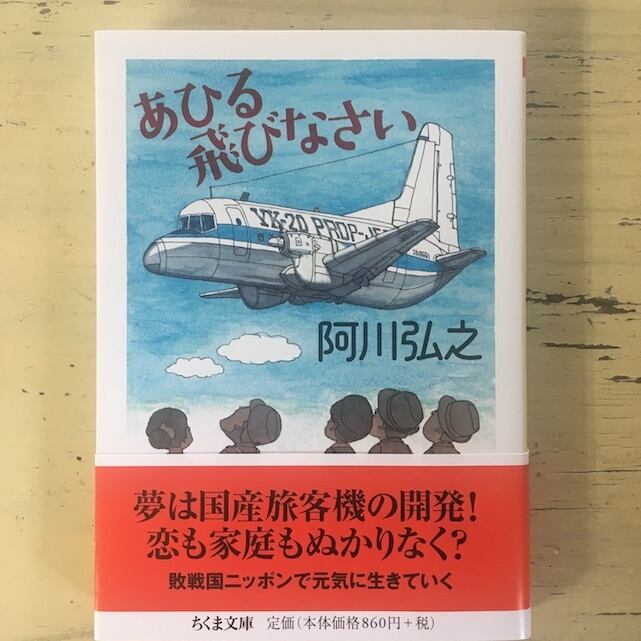 あひる
飛びなさい
YX-20 PROP-JE
阿川弘之
夢は国産旅客機の開発!
恋も家庭もぬかりなく?
敗戦国ニッポンで元気に生きていく
ちくま文庫 定価(本体価格860円+税)